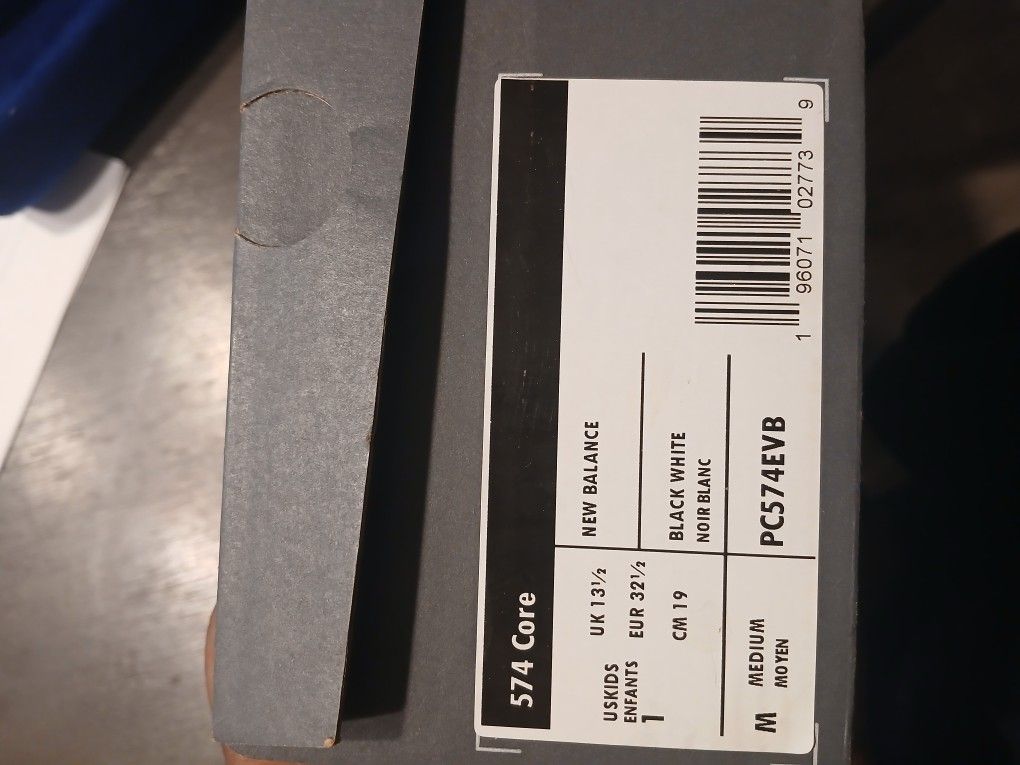 574 Core
USKIDS
ENFANTS
1
UK 13½
EUR 32½
CM 19
NEW BALANCE
BLACK WHITE
NOIR BLANC
M MEDIUM
MOYEN
PC574EVB
1 96071 02773 9